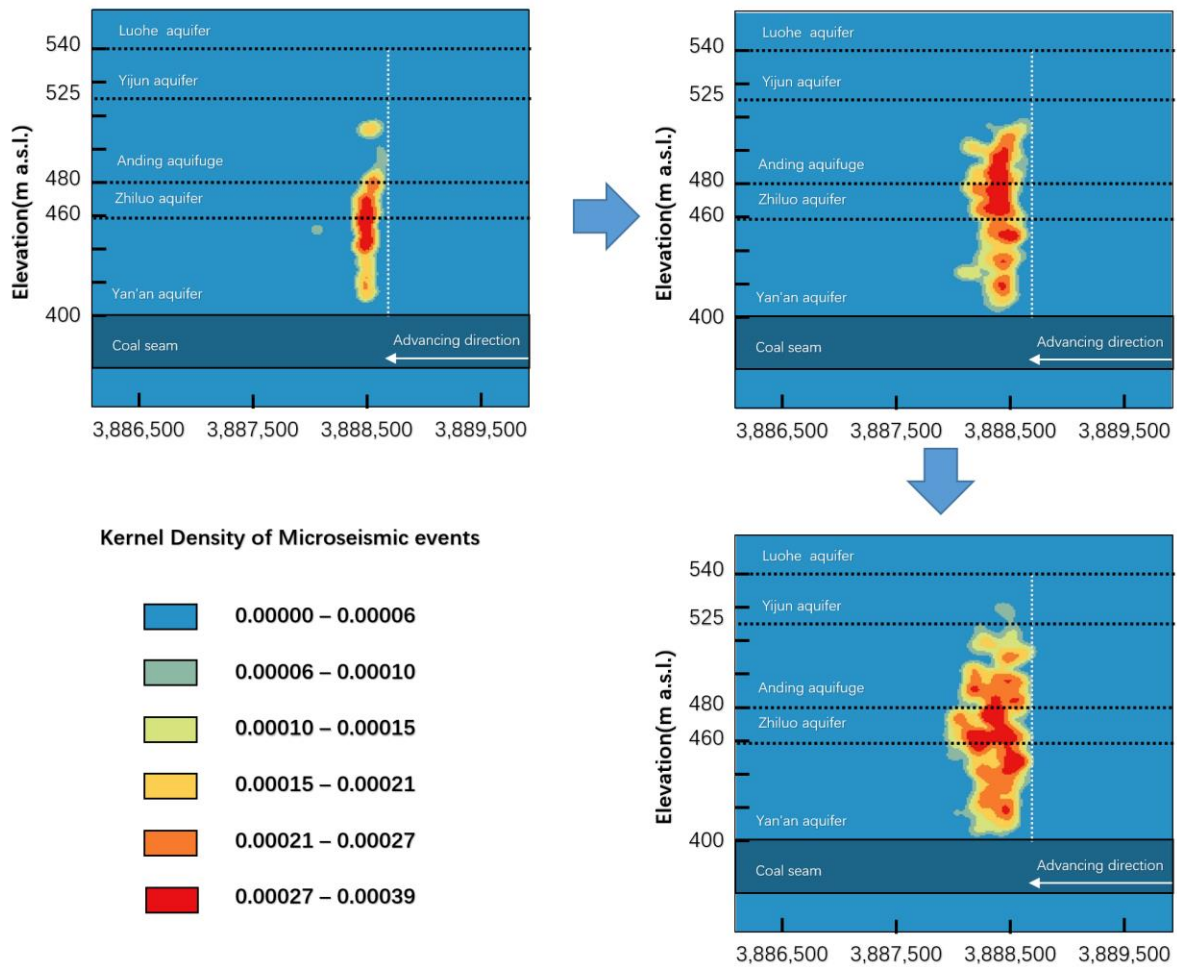 Elevation(m a.s.l.)
540
525
480
460
400
Luohe aquifer
Yijun aquifer
Anding aquifuge
Zhiluo aquifer
Yan'an aquifer
Coal seam
Advancing direction
3,886,500 3,887,500 3,888,500 3,889,500
Elevation(m a.s.l.)
540
525
480
460
400
Luohe aquifer
Yijun aquifer
Anding aquifuge
Zhiluo aquifer
Yan'an aquifer
Coal seam
Advancing direction
3,886,500 3,887,500 3,888,500 3,889,500
Kernel Density of Microseismic events
0.00000 – 0.00006
0.00006 – 0.00010
0.00010 – 0.00015
0.00015 – 0.00021
0.00021 – 0.00027
0.00027 – 0.00039
Elevation(m a.s.l.)
540
525
480
460
400
Luohe aquifer
Yijun aquifer
Anding aquifuge
Zhiluo aquifer
Yan'an aquifer
Coal seam
Advancing direction
3,886,500 3,887,500 3,888,500 3,889,500